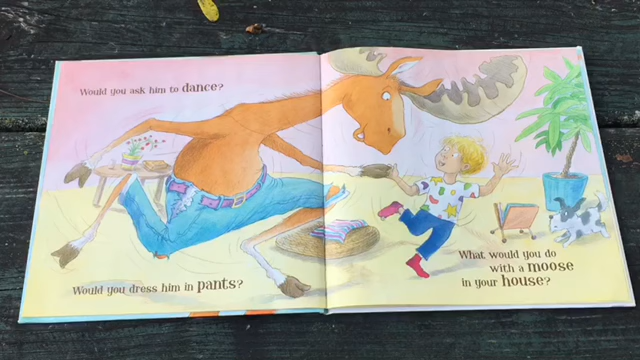 Would you ask him to dance?
Would you dress him in pants?
What would you do
with a moose
in your house?